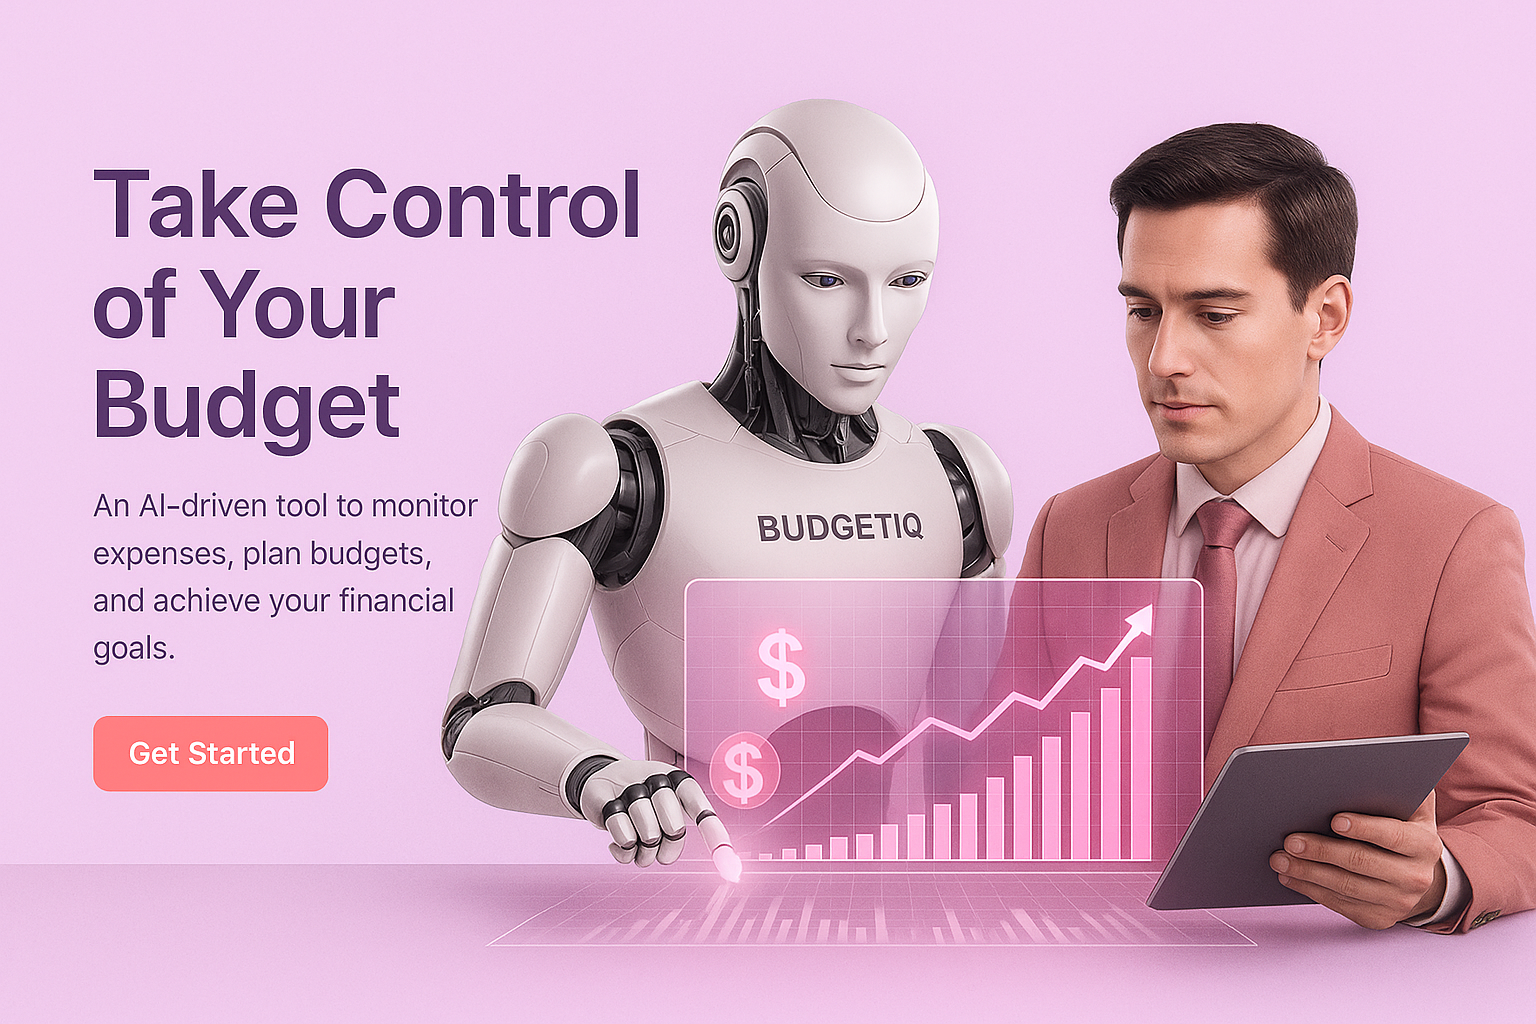 Take Control
of Your
Budget
An AI-driven tool to monitor
expenses, plan budgets,
and achieve your financial
goals.
Get Started
BUDGETIQ
$
$